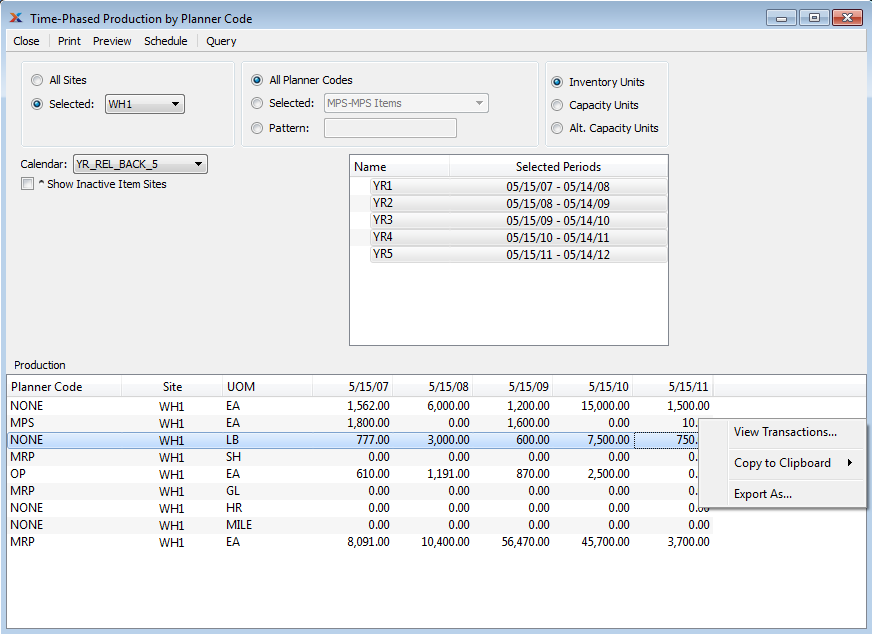 Time-Phased Production by Planner Code
Close Print Preview Schedule Query
All Sites
Selected: WH1
All Planner Codes
Selected: MPS-MPS Items
Pattern:
Inventory Units
Capacity Units
Alt. Capacity Units
Calendar: YR_REL_BACK_5
^ Show Inactive Item Sites
Name Selected Periods
YR1 05/15/07 - 05/14/08
YR2 05/15/08 - 05/14/09
YR3 05/15/09 - 05/14/10
YR4 05/15/10 - 05/14/11
YR5 05/15/11 - 05/14/12
Production
Planner Code Site UOM 5/15/07 5/15/08 5/15/09 5/15/10 5/15/11
NONE WH1 EA 1,562.00 6,000.00 1,200.00 15,000.00 1,500.00
MPS WH1 EA 1,800.00 0.00 1,600.00 0.00 10.
NONE WH1 LB 777.00 3,000.00 600.00 7,500.00 750.
MRP WH1 SH 0.00 0.00 0.00 0.00 0.
OP WH1 EA 610.00 1,191.00 870.00 2,500.00 0.
MRP WH1 GL 0.00 0.00 0.00 0.00 0.
NONE WH1 HR 0.00 0.00 0.00 0.00 0.00
NONE WH1 MILE 0.00 0.00 0.00 0.00 0.00
MRP WH1 EA 8,091.00 10,400.00 56,470.00 45,700.00 3,700.00
View Transactions...
Copy to Clipboard
Export As...